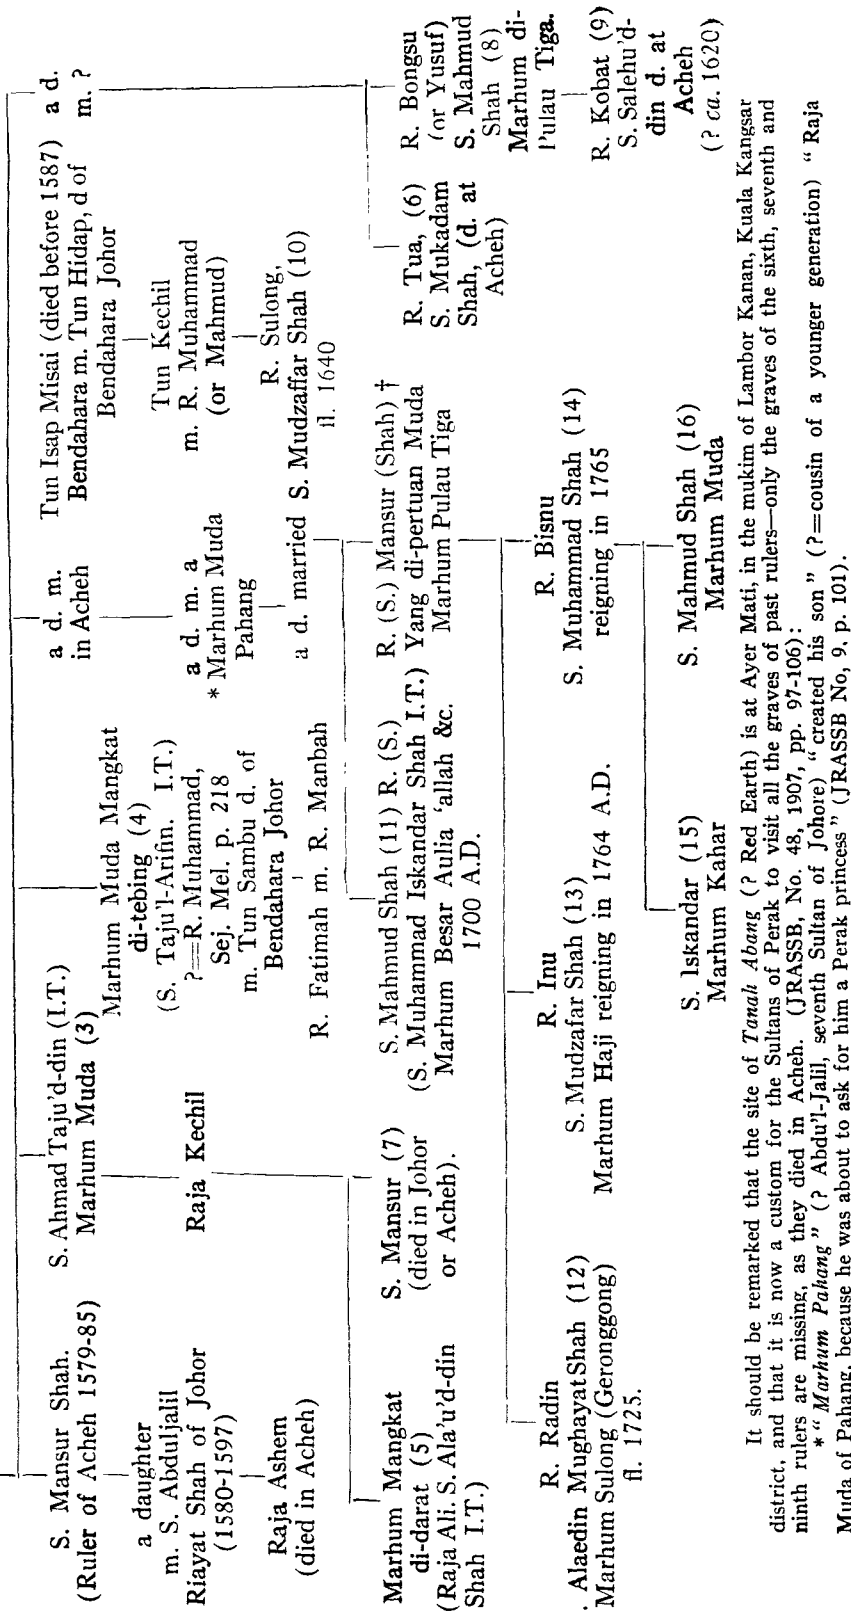 S. Mansur Shah.
(Ruler of Acheh 1579-85)
a daughter
m. S. Abduljalil
Riayat Shah of Johor
(1580-1597)
Raja Ashem
(died in Acheh)
S. Ahmad Taju'd-din (I.T.)
Marhum Muda (3)
Raja Kechil
Marhum Muda Mangkat
di-tebing (4)
(S. Taju'l-Arifin. I.T.)
?=R. Muhammad,
Sej. Mel. p. 218
m. Tun Sambu d. of
Bendahara Johor
R. Fatimah m. R. Manbah
a d. m.
in Acheh
a d. m. a
* Marhum Muda
Pahang
a d. married S. Mudzaffar Shah (10)
fl. 1640
Tun Isap Misai (died before 1587)
Bendahara m. Tun Hidap, d of
Bendahara Johor
Tun Kechil
m. R. Muhammad
(or Mahmud)
R. Sulong,
a d.
m. ?
Marhum Mangkat
di-darat (5)
(Raja Ali. S. Ala'u'd-din
Shah I.T.)
S. Mansur (7)
(died in Johor
or Acheh).
S. Mahmud Shah (11) R. (S.)
(S. Muhammad Iskandar Shah I.T.)
Marhum Besar Aulia 'allah &c.
1700 A.D.
R. (S.) Mansur (Shah) †
Yang di-pertuan Muda
Marhum Pulau Tiga
R. Tua, (6)
S. Mukadam
Shah, (d. at
Acheh)
R. Bongsu
(or Yusuf)
S. Mahmud
Shah (8)
Marhum di-
Pulau Tiga.
R. Kobat (9)
S. Salehu'd-
din d. at
Acheh
(? ca. 1620)
R. Radin
. Alaedin Mughayat Shah (12)
Marhum Sulong (Geronggong)
fl. 1725.
R. Inu
S. Mudzafar Shah (13)
Marhum Haji reigning in 1764 A.D.
R. Bisnu
S. Muhammad Shah (14)
reigning in 1765
S. Iskandar (15)
Marhum Kahar
S. Mahmud Shah (16)
Marhum Muda
It should be remarked that the site of Tanah Abang (? Red Earth) is at Ayer Mati, in the mukim of Lambor Kanan, Kuala Kangsar
district, and that it is now a custom for the Sultans of Perak to visit all the graves of past rulers—only the graves of the sixth, seventh and
ninth rulers are missing, as they died in Acheh. (JRASSB, No. 48, 1907, pp. 97-106):
* " Marhum Pahang " (? Abdu'l-Jalil, seventh Sultan of Johore) " created his son " (?=cousin of a younger generation) " Raja
Muda of Pahang, because he was about to ask for him a Perak princess " (JRASSB No, 9, p. 101).